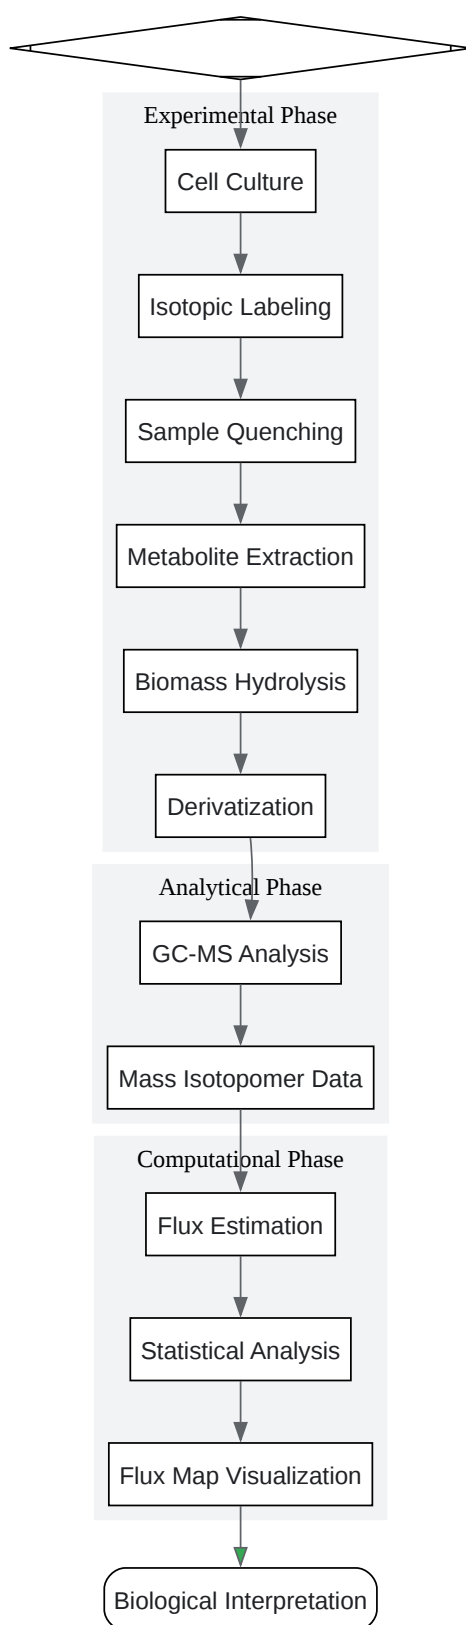 Experimental Phase
Cell Culture
Isotopic Labeling
Sample Quenching
Metabolite Extraction
Biomass Hydrolysis
Derivatization
Analytical Phase
GC-MS Analysis
Mass Isotopomer Data
Computational Phase
Flux Estimation
Statistical Analysis
Flux Map Visualization
Biological Interpretation